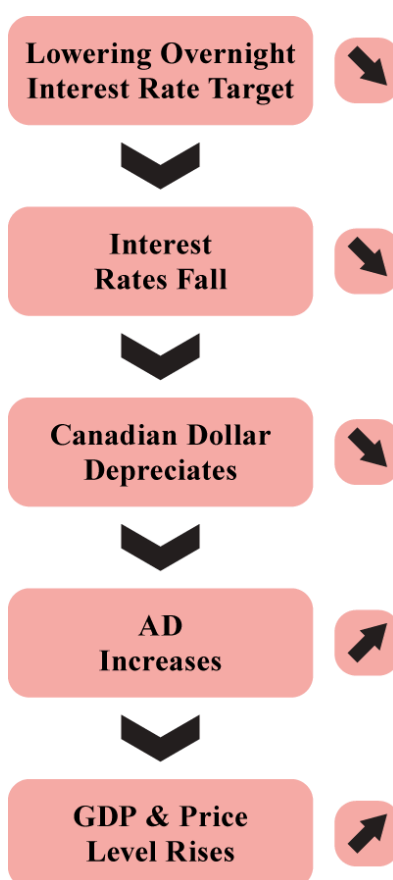 Lowering Overnight
Interest Rate Target
Interest
Rates Fall
Canadian Dollar
Depreciates
AD
Increases
GDP & Price
Level Rises